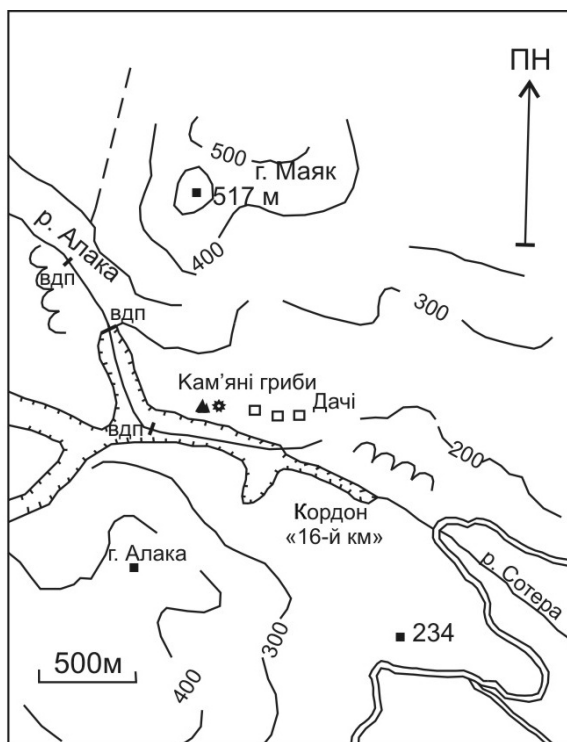 ПН
500
г. Маяк
517 м
р. Алака
400
вдп
вдп
300
Кам’яні гриби
Дачі
вдп
200
Кордон
«16-й км»
г. Алака
р. Сотера
300
234
500м
400